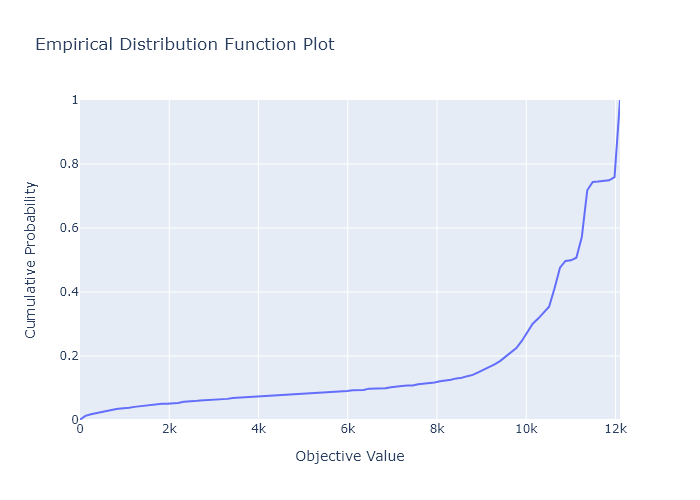 Empirical Distribution Function Plot
1
0.8
0.6
0.4
0.2
0
Cumulative Probability
0 2k 4k 6k 8k 10k 12k
Objective Value